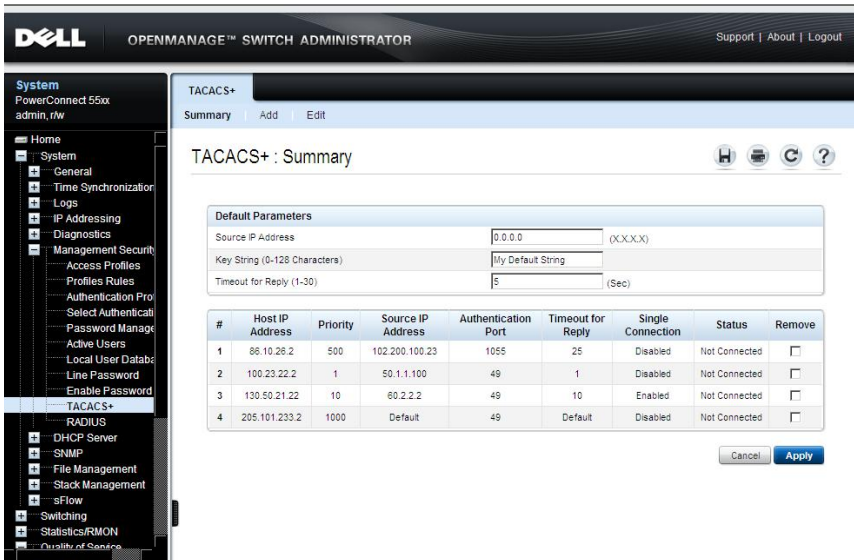 DELL OPENMANAGE™ SWITCH ADMINISTRATOR Support | About | Logout
System
PowerConnect 55xx
admin, r/w
Home
System
General
Time Synchronization
Logs
IP Addressing
Diagnostics
Management Securit
Access Profiles
Profiles Rules
Authentication Prof
Select Authenticati
Password Manage
Active Users
Local User Databa
Line Password
Enable Password
TACACS+
RADIUS
DHCP Server
SNMP
File Management
Stack Management
sFlow
Switching
Statistics/RMON
Quality of Service
TACACS+
Summary Add Edit
TACACS+ : Summary
Default Parameters
Source IP Address 0.0.0.0 (X.X.X.X)
Key String (0-128 Characters) My Default String
Timeout for Reply (1-30) 5 (Sec)
# Host IP Address Priority Source IP Address Authentication Port Timeout for Reply Single Connection Status Remove
1 86.10.26.2 500 102.200.100.23 1055 25 Disabled Not Connected
2 100.23.22.2 1 50.1.1.100 49 1 Disabled Not Connected
3 130.50.21.22 10 60.2.2.2 49 10 Enabled Not Connected
4 205.101.233.2 1000 Default 49 Default Disabled Not Connected
Cancel Apply